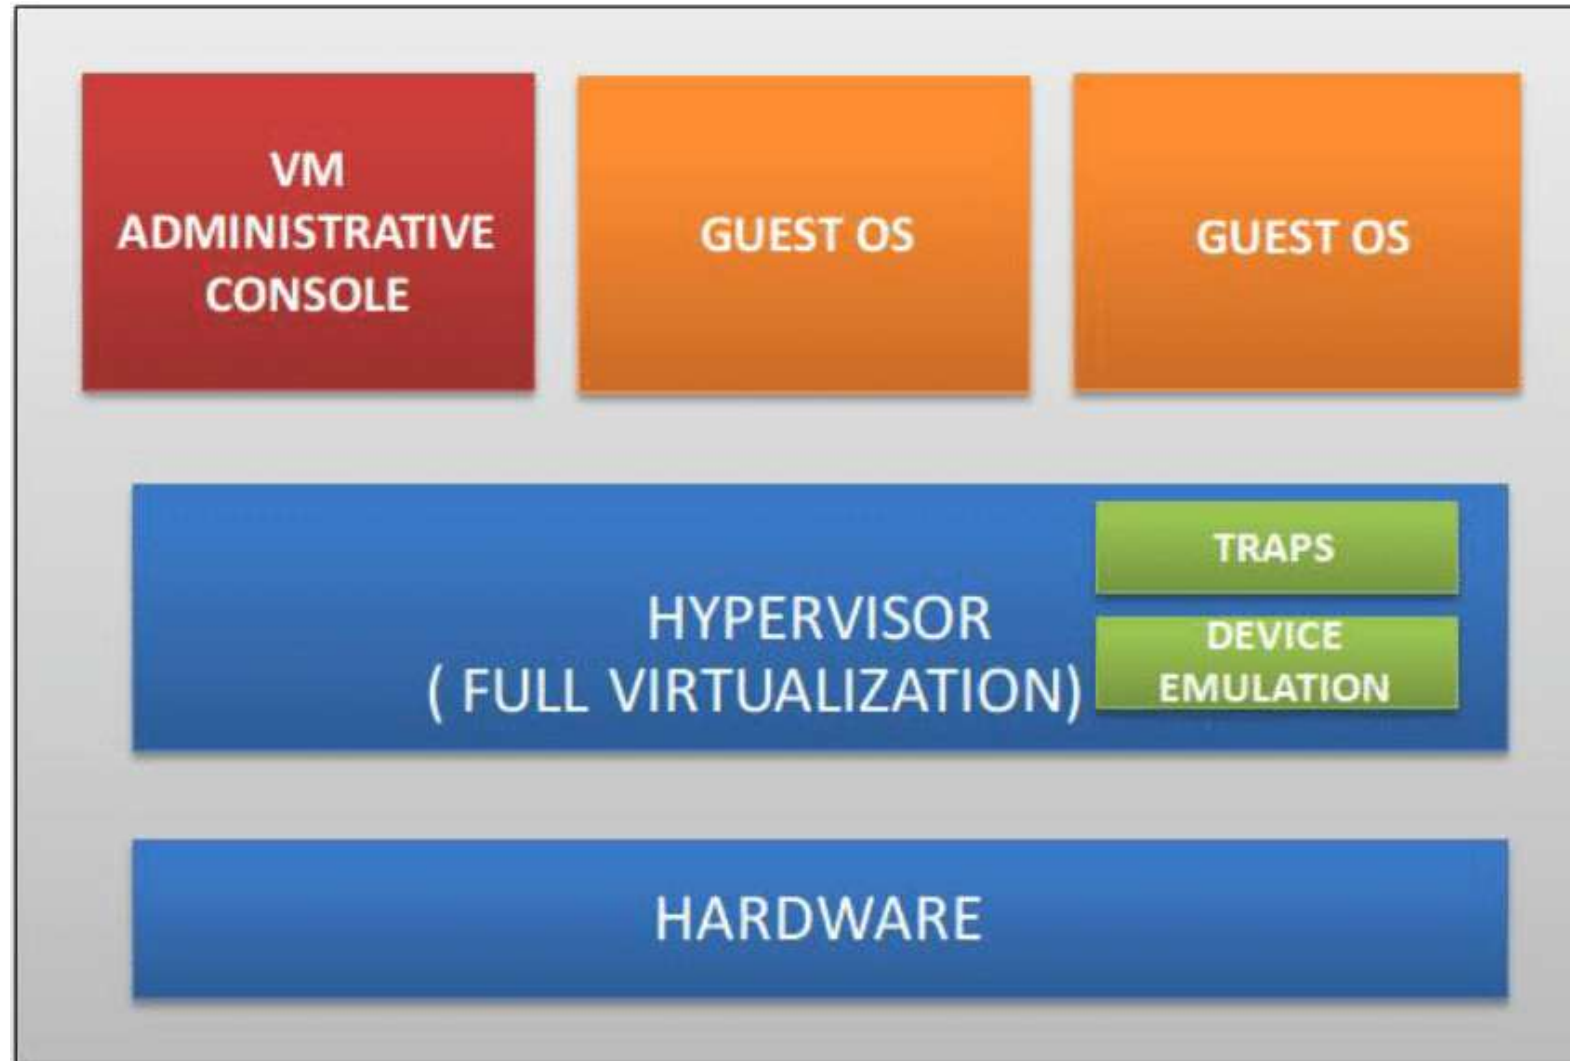 VM
ADMINISTRATIVE
CONSOLE
GUEST OS
GUEST OS
HYPERVISOR
( FULL VIRTUALIZATION)
TRAPS
DEVICE
EMULATION
HARDWARE